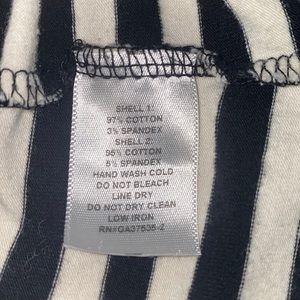 SHELL 1:
97% COTTON
3% SPANDEX
SHELL 2:
95% COTTON
5% SPANDEX
HAND WASH COLD
DO NOT BLEACH
LINE DRY
DO NOT DRY CLEAN
LOW IRON
RN#GA37535-Z